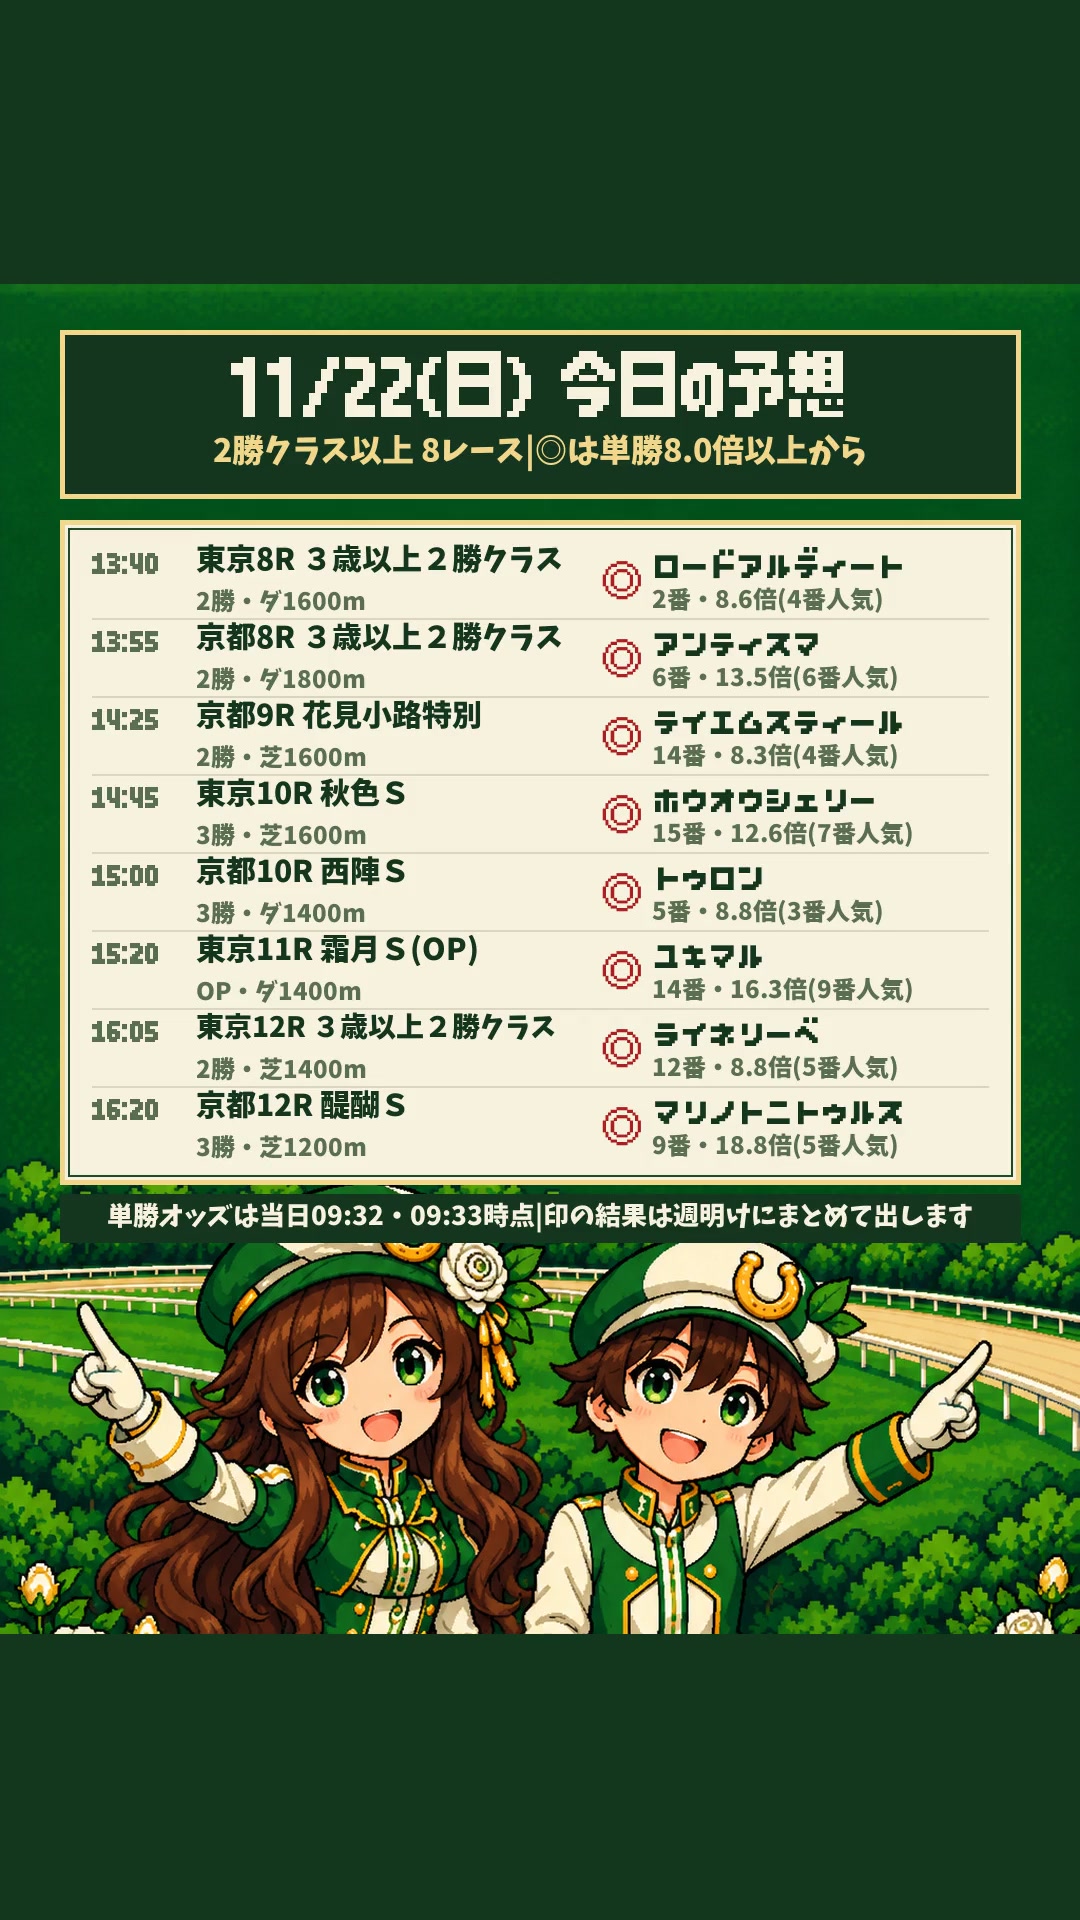 11/22(日) 今日の予想
2勝クラス以上 8レース|◎は単勝8.0倍以上から
13:40 東京8R ３歳以上２勝クラス ◎ ロードアルディート
2勝・ダ1600m 2番・8.6倍(4番人気)
13:55 京都8R ３歳以上２勝クラス ◎ アンティスマ
2勝・ダ1800m 6番・13.5倍(6番人気)
14:25 京都9R 花見小路特別 ◎ テイエムスティール
2勝・芝1600m 14番・8.3倍(4番人気)
14:45 東京10R 秋色Ｓ ◎ ホウオウシェリー
3勝・芝1600m 15番・12.6倍(7番人気)
15:00 京都10R 西陣Ｓ ◎ トゥロン
3勝・ダ1400m 5番・8.8倍(3番人気)
15:20 東京11R 霜月Ｓ(OP) ◎ ユキマル
OP・ダ1400m 14番・16.3倍(9番人気)
16:05 東京12R ３歳以上２勝クラス ◎ ライネリーベ
2勝・芝1400m 12番・8.8倍(5番人気)
16:20 京都12R 醍醐Ｓ ◎ マリノトニトゥルス
3勝・芝1200m 9番・18.8倍(5番人気)
単勝オッズは当日09:32・09:33時点|印の結果は週明けにまとめて出します